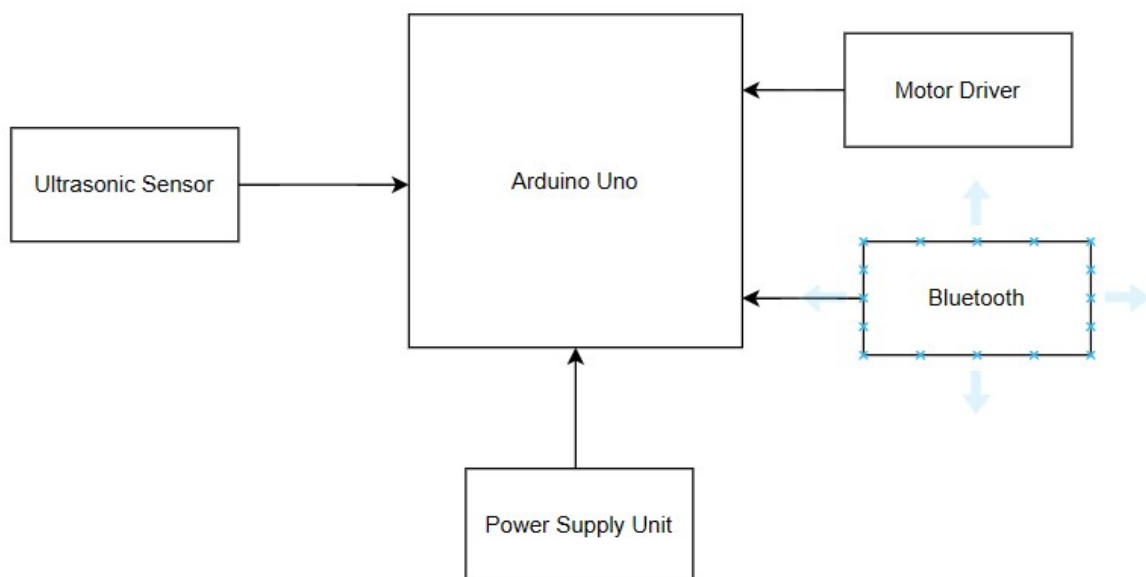 Motor Driver
Ultrasonic Sensor
Arduino Uno
Bluetooth
Power Supply Unit